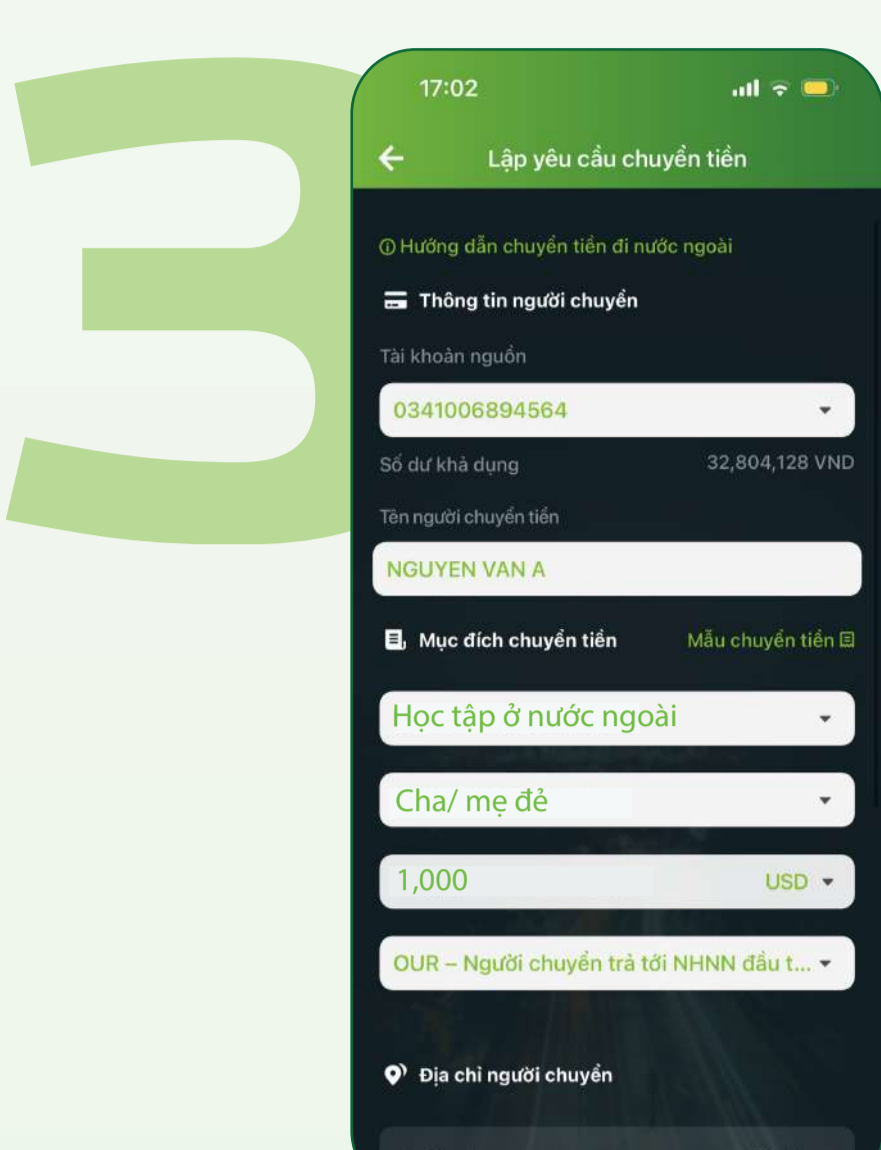 3
17:02
Lập yêu cầu chuyển tiền
Hướng dẫn chuyển tiền đi nước ngoài
Thông tin người chuyển
Tài khoản nguồn
0341006894564
Số dư khả dụng 32,804,128 VND
Tên người chuyển tiền
NGUYEN VAN A
Mục đích chuyển tiền Mẫu chuyển tiền
Học tập ở nước ngoài
Cha/ mẹ đẻ
1,000 USD
OUR – Người chuyển trả tới NHNN đầu t...
Địa chỉ người chuyển